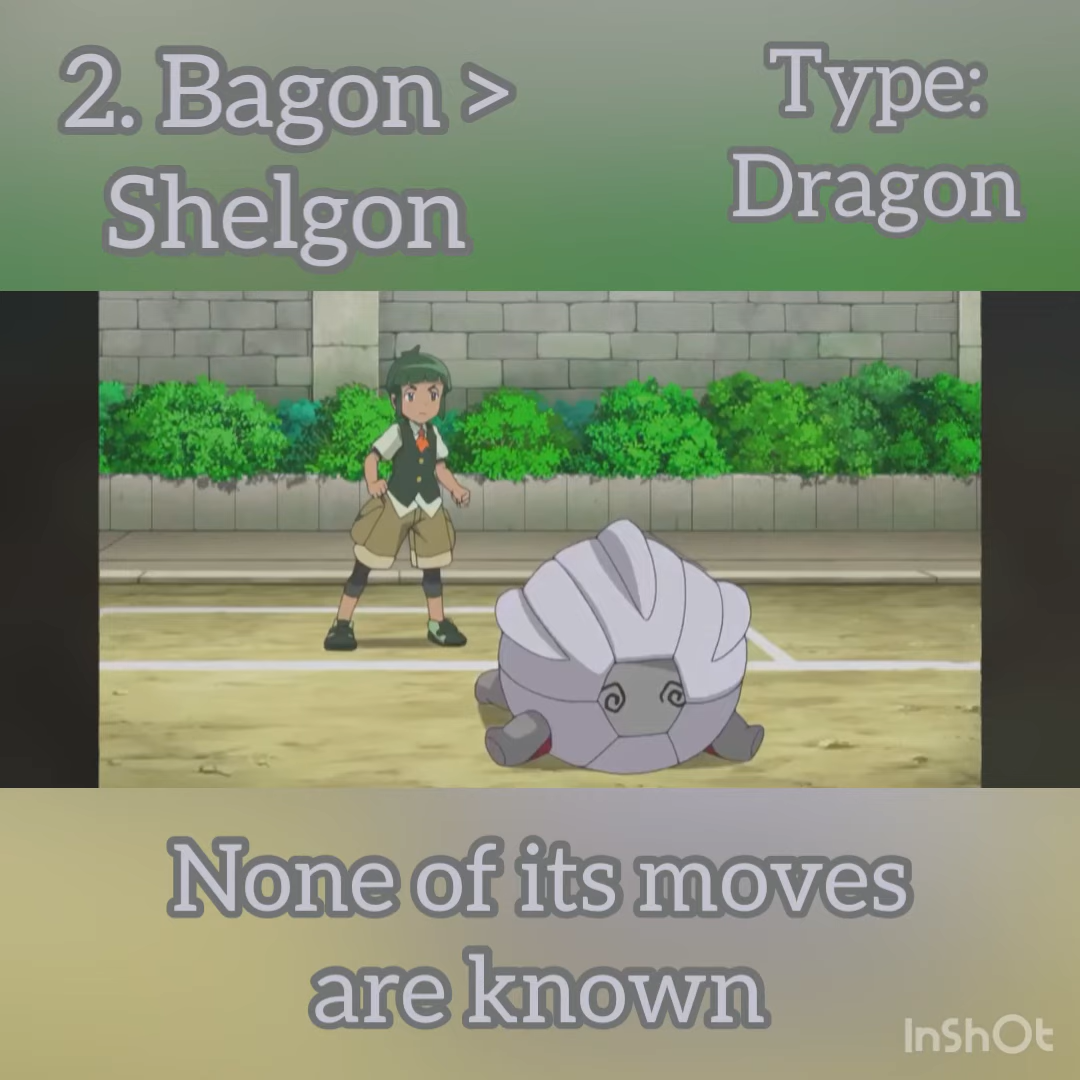 2. Bagon >
Shelgon
Type:
Dragon
None of its moves
are known
InShOt